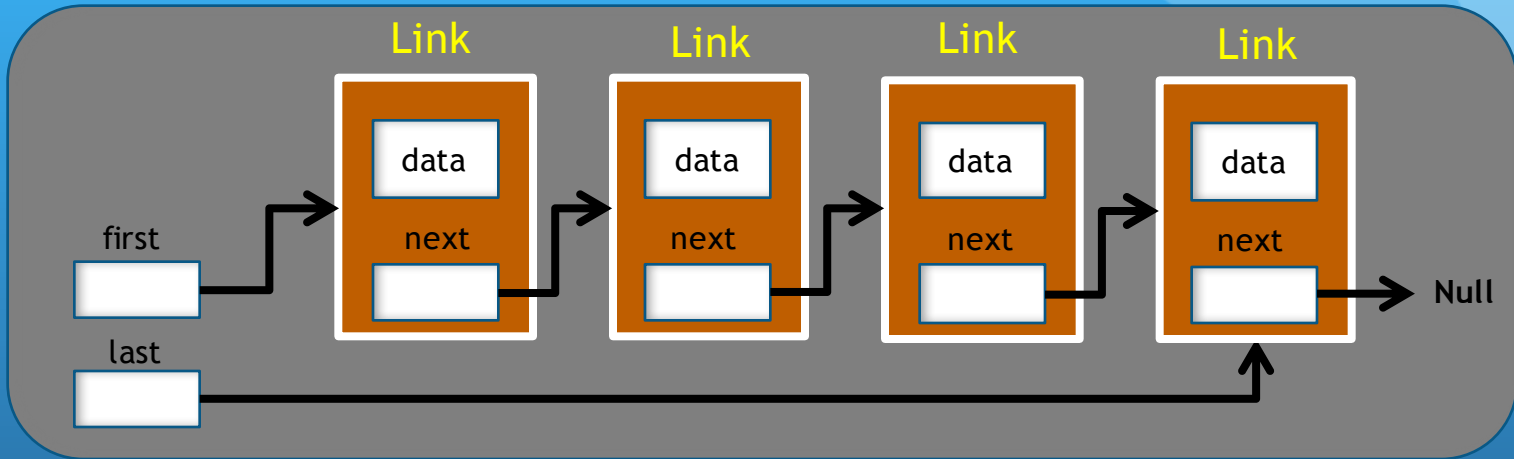 Link Link Link Link
data data data data
first next next next next
Null
last